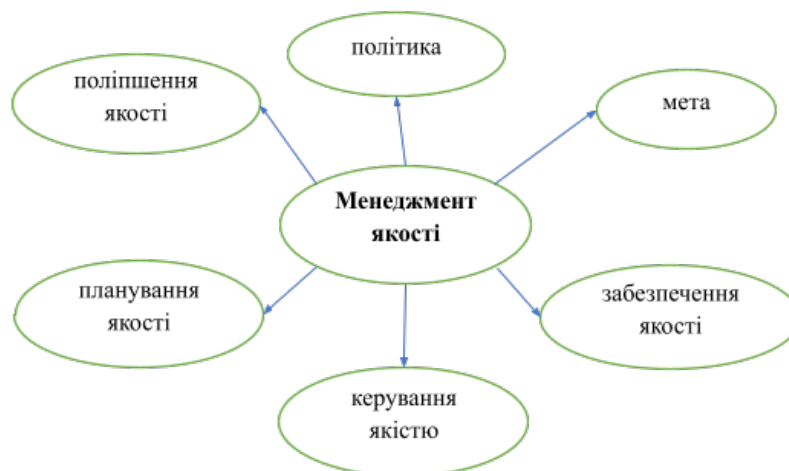 політика
поліпшення
якості
мета
Менеджмент
якості
планування
якості
забезпечення
якості
керування
якістю